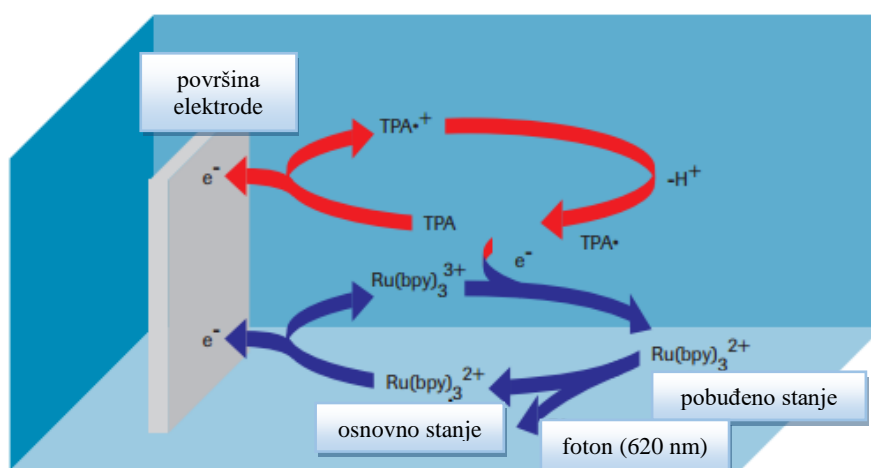 površina
elektrode
TPA•+
e-
-H+
TPA
TPA•
e-
Ru(bpy)3 3+
e-
Ru(bpy)3 2+
Ru(bpy)3 2+
pobuđeno stanje
osnovno stanje
foton (620 nm)